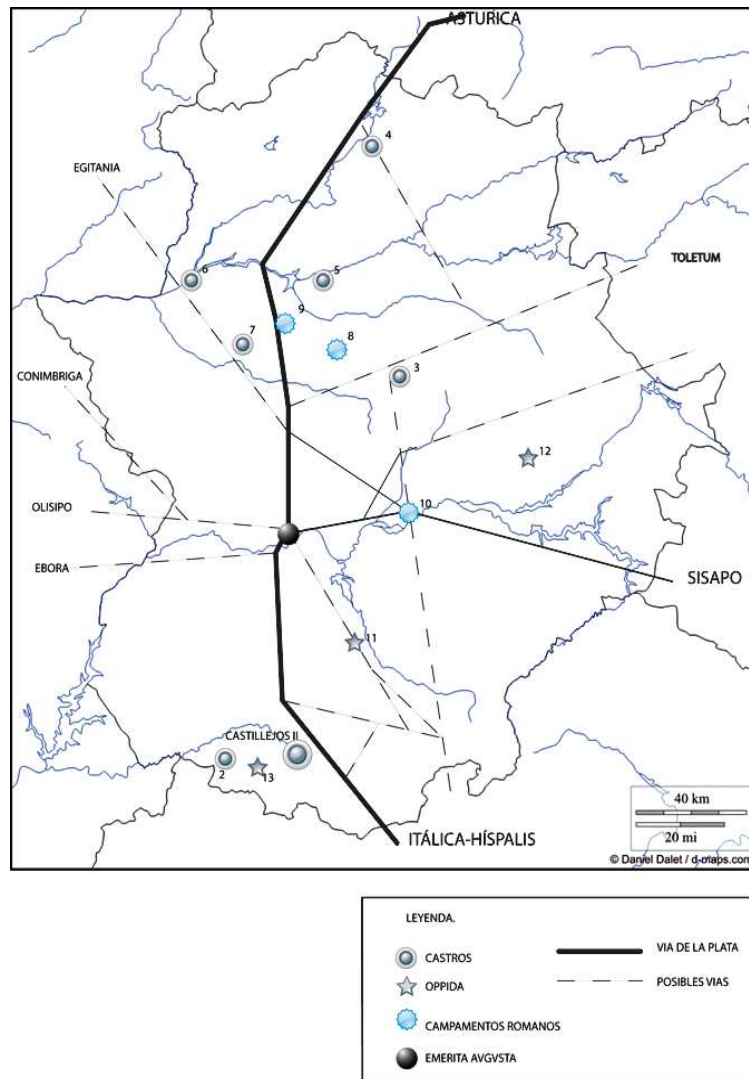 ASTURICA
4
EGITANIA
6
5
TOLETUM
9
7
8
3
CONIMBRIGA
12
OLISIPO
10
EBORA
SISAPO
11
CASTILLEJOS II
2
13
40 km
20 mi
ITÁLICA-HÍSPALIS
© Daniel Dalet / d-maps.com
LEYENDA.
CASTROS
VIA DE LA PLATA
OPPIDA
POSIBLES VIAS
CAMPAMENTOS ROMANOS
EMERITA AVGVSTA